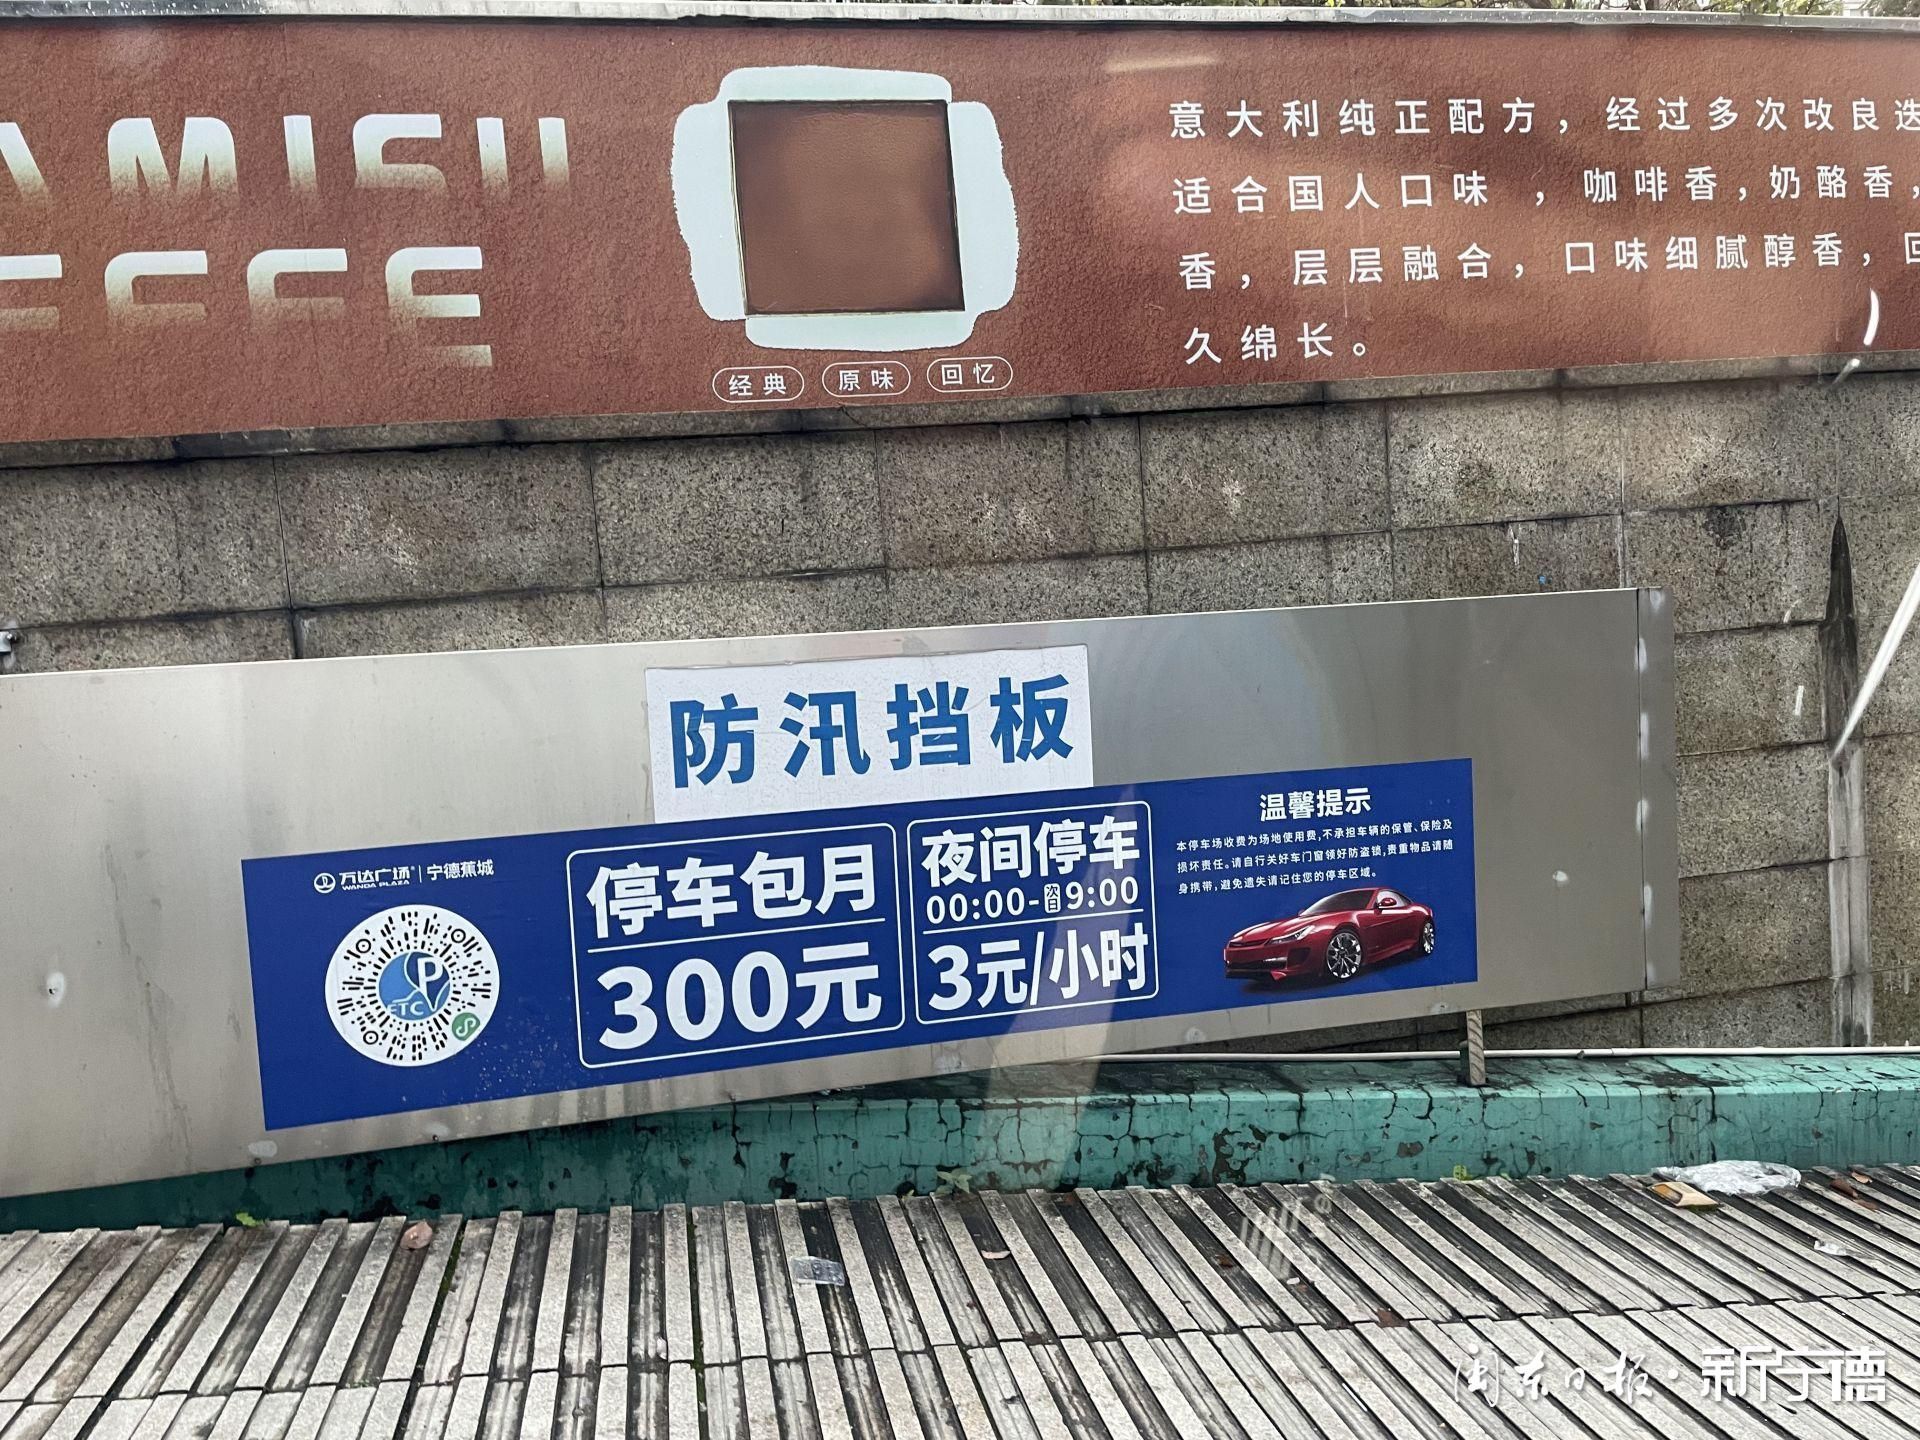 AMISU
意大利纯正配方，经过多次改良迭
适合国人口味，咖啡香，奶酪香，
香，层层融合，口味细腻醇香，回
久绵长。
经典 原味 回忆
防汛挡板
万达广场 | 宁德蕉城
WANDA PLAZA
P
ETC
停车包月
300元
夜间停车
00:00-次日9:00
3元/小时
温馨提示
本停车场收费为场地使用费，不承担车辆的保管、保险及
损坏责任。请自行关好车门窗领好防盗锁，贵重物品请随
身携带，避免遗失请记住您的停车区域。
闽东日报·新宁德